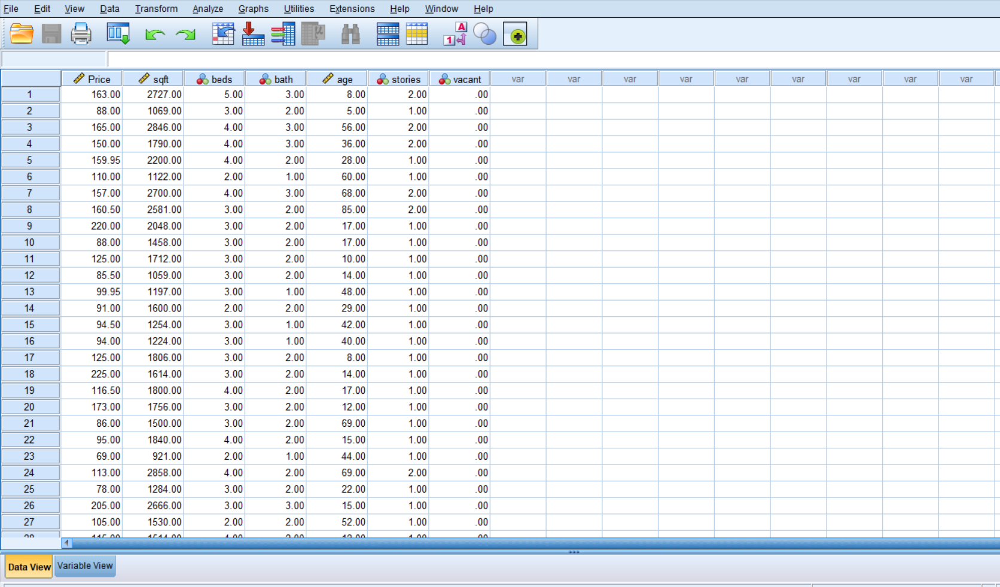 File Edit View Data Transform Analyze Graphs Utilities Extensions Help Window Help
A
1
μ
Price sqft beds bath age stories vacant var var var var var var var var var
1 163.00 2727.00 5.00 3.00 8.00 2.00 .00
2 88.00 1069.00 3.00 2.00 5.00 1.00 .00
3 165.00 2846.00 4.00 3.00 56.00 2.00 .00
4 150.00 1790.00 4.00 3.00 36.00 2.00 .00
5 159.95 2200.00 4.00 2.00 28.00 1.00 .00
6 110.00 1122.00 2.00 1.00 60.00 1.00 .00
7 157.00 2700.00 4.00 3.00 68.00 2.00 .00
8 160.50 2581.00 3.00 2.00 85.00 2.00 .00
9 220.00 2048.00 3.00 2.00 17.00 1.00 .00
10 88.00 1458.00 3.00 2.00 17.00 1.00 .00
11 125.00 1712.00 3.00 2.00 10.00 1.00 .00
12 85.50 1059.00 3.00 2.00 14.00 1.00 .00
13 99.95 1197.00 3.00 1.00 48.00 1.00 .00
14 91.00 1600.00 2.00 2.00 29.00 1.00 .00
15 94.50 1254.00 3.00 1.00 42.00 1.00 .00
16 94.00 1224.00 3.00 1.00 40.00 1.00 .00
17 125.00 1806.00 3.00 2.00 8.00 1.00 .00
18 225.00 1614.00 3.00 2.00 14.00 1.00 .00
19 116.50 1800.00 4.00 2.00 17.00 1.00 .00
20 173.00 1756.00 3.00 2.00 12.00 1.00 .00
21 86.00 1500.00 3.00 2.00 69.00 1.00 .00
22 95.00 1840.00 4.00 2.00 15.00 1.00 .00
23 69.00 921.00 2.00 1.00 44.00 1.00 .00
24 113.00 2858.00 4.00 2.00 69.00 2.00 .00
25 78.00 1284.00 3.00 2.00 22.00 1.00 .00
26 205.00 2666.00 3.00 3.00 15.00 1.00 .00
27 105.00 1530.00 2.00 2.00 52.00 1.00 .00
Data View Variable View